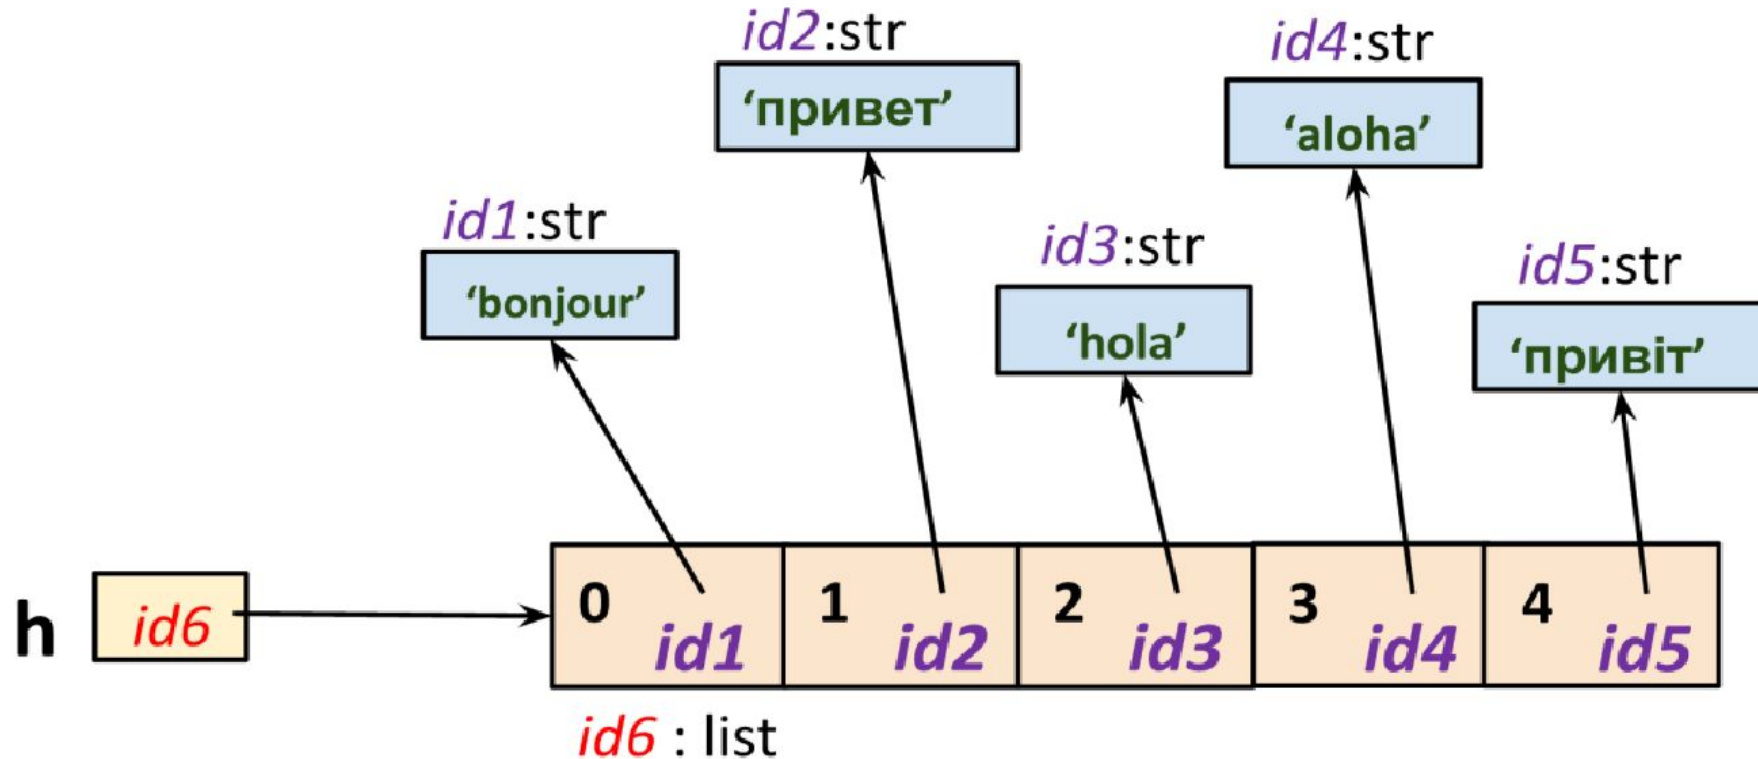 id2:str
‘привет’
id4:str
‘aloha’
id1:str
‘bonjour’
id3:str
‘hola’
id5:str
‘привіт’
h id6
0 id1
1 id2
2 id3
3 id4
4 id5
id6 : list